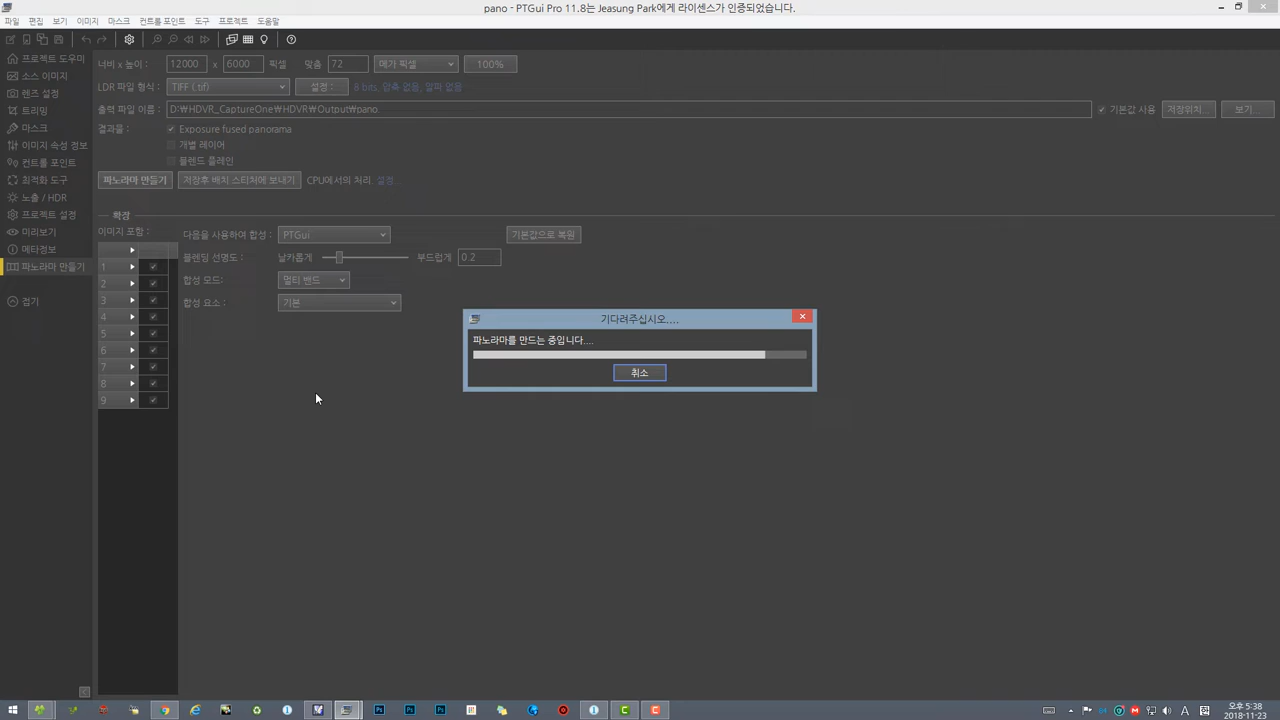 pano - PTGui Pro 11.8는 Jeasung Park에게 라이센스가 인증되었습니다.
파일 편집 보기 이미지 마스크 컨트롤 포인트 도구 프로젝트 도움말
프로젝트 도우미
소스 이미지
렌즈 설정
트리밍
마스크
이미지 속성 정보
컨트롤 포인트
최적화 도구
노출 / HDR
프로젝트 설정
미리보기
메타정보
파노라마 만들기
접기
너비 x 높이 : 12000 x 6000 픽셀 맞춤 72 메가 픽셀 100%
LDR 파일 형식 : TIFF (.tif) 설정 : 8 bits, 압축 없음, 알파 없음
출력 파일 이름 : D:₩HDVR_CaptureOne₩HDVR₩Output₩pano. 기본값 사용 저장위치... 보기...
결과물 : Exposure fused panorama
개별 레이어
블렌드 플레인
파노라마 만들기 저장후 배치 스티처에 보내기 CPU에서의 처리. 설정...
확장
이미지 포함 : 다음을 사용하여 합성 : PTGui 기본값으로 복원
블렌딩 선명도 : 날카롭게 부드럽게 0.2
합성 모드: 멀티 밴드
합성 요소 : 기본
1
2
3
4
5
6
7
8
9
기다려주십시오....
파노라마를 만드는 중입니다....
취소
오후 5:38
2018-11-23